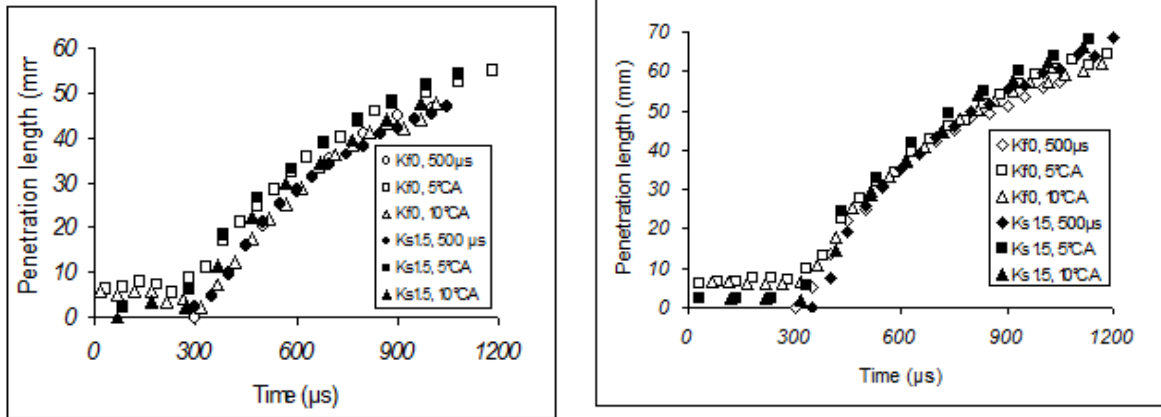 Penetration length (mm
60
50
40
30
20
10
0
0 300 600 900 1200
Time (µs)
Kf0, 500µs
Kf0, 5°CA
Kf0, 10°CA
Ks1.5, 500 µs
Ks1.5, 5°CA
Ks1.5, 10°CA
Penetration length (mm)
70
60
50
40
30
20
10
0
0 300 600 900 1200
Time (µs)
Kf0, 500µs
Kf0, 5°CA
Kf0, 10°CA
Ks 1.5, 500µs
Ks 1.5, 5°CA
Ks 1.5, 10°CA